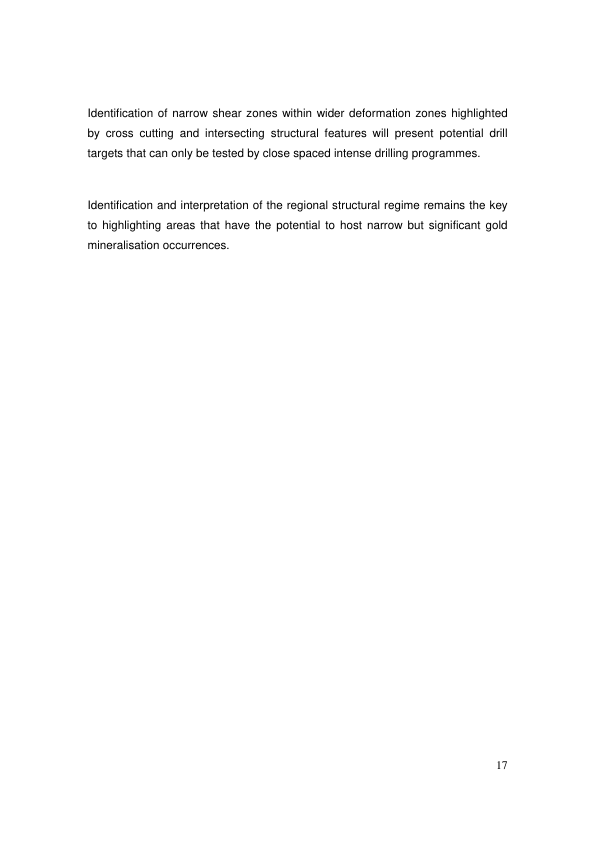 Identification of narrow shear zones within wider deformation zones highlighted
by cross cutting and intersecting structural features will present potential drill
targets that can only be tested by close spaced intense drilling programmes.
Identification and interpretation of the regional structural regime remains the key
to highlighting areas that have the potential to host narrow but significant gold
mineralisation occurrences.
17